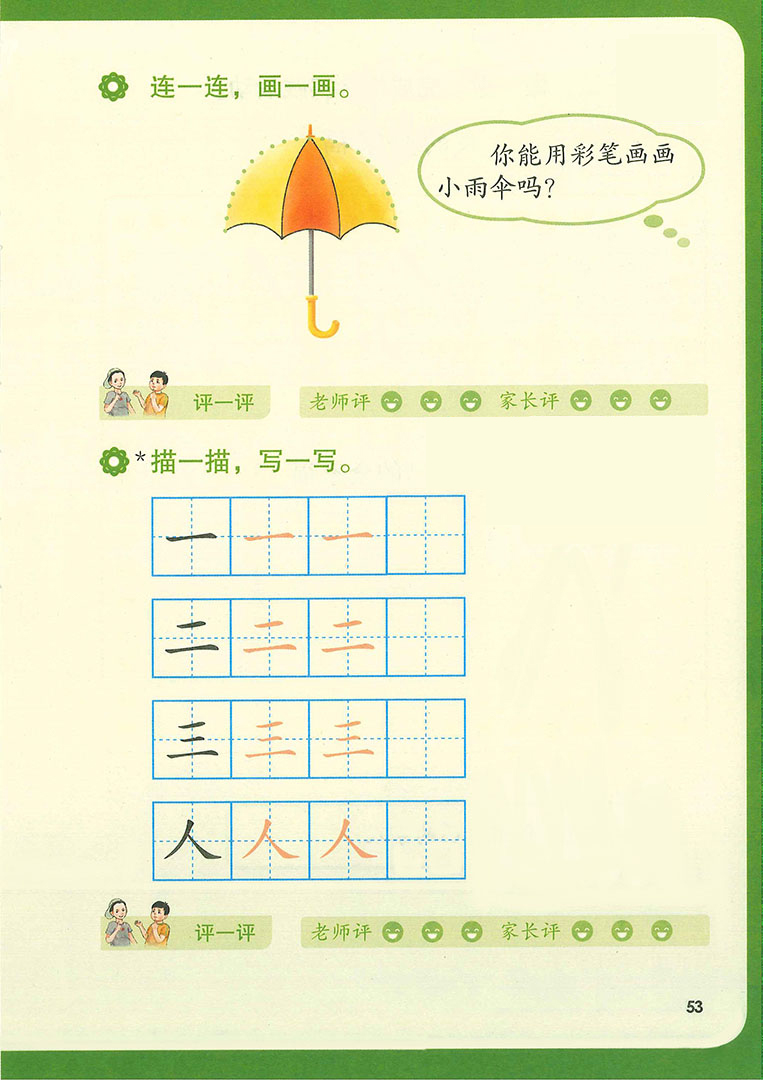 连一连，画一画。
你能用彩笔画画
小雨伞吗？
评一评 老师评 家长评
*描一描，写一写。
一 一 一
二 二 二
三 三 三
人 人 人
评一评 老师评 家长评
53